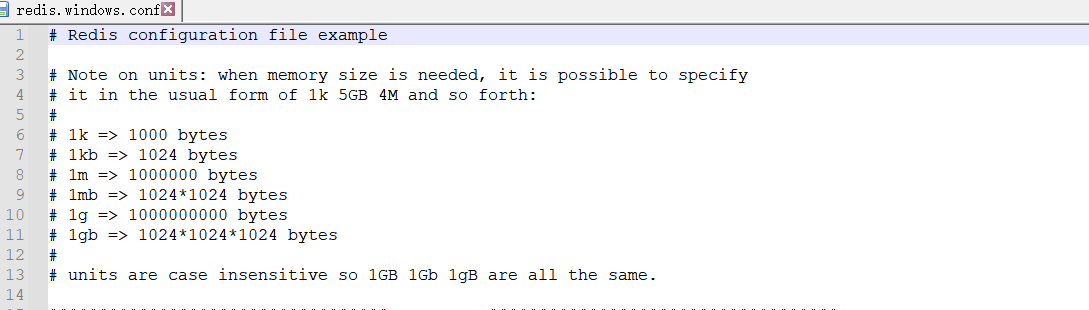 redis.windows.conf
1 # Redis configuration file example
2
3 # Note on units: when memory size is needed, it is possible to specify
4 # it in the usual form of 1k 5GB 4M and so forth:
5 #
6 # 1k => 1000 bytes
7 # 1kb => 1024 bytes
8 # 1m => 1000000 bytes
9 # 1mb => 1024*1024 bytes
10 # 1g => 1000000000 bytes
11 # 1gb => 1024*1024*1024 bytes
12 #
13 # units are case insensitive so 1GB 1Gb 1gB are all the same.
14